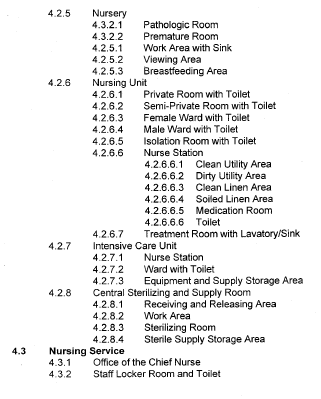 4.2.5 Nursery
4.3.2.1 Pathologic Room
4.3.2.2 Premature Room
4.2.5.1 Work Area with Sink
4.2.5.2 Viewing Area
4.2.5.3 Breastfeeding Area
4.2.6 Nursing Unit
4.2.6.1 Private Room with Toilet
4.2.6.2 Semi-Private Room with Toilet
4.2.6.3 Female Ward with Toilet
4.2.6.4 Male Ward with Toilet
4.2.6.5 Isolation Room with Toilet
4.2.6.6 Nurse Station
4.2.6.6.1 Clean Utility Area
4.2.6.6.2 Dirty Utility Area
4.2.6.6.3 Clean Linen Area
4.2.6.6.4 Soiled Linen Area
4.2.6.6.5 Medication Room
4.2.6.6.6 Toilet
4.2.6.7 Treatment Room with Lavatory/Sink
4.2.7 Intensive Care Unit
4.2.7.1 Nurse Station
4.2.7.2 Ward with Toilet
4.2.7.3 Equipment and Supply Storage Area
4.2.8 Central Sterilizing and Supply Room
4.2.8.1 Receiving and Releasing Area
4.2.8.2 Work Area
4.2.8.3 Sterilizing Room
4.2.8.4 Sterile Supply Storage Area
4.3 Nursing Service
4.3.1 Office of the Chief Nurse
4.3.2 Staff Locker Room and Toilet